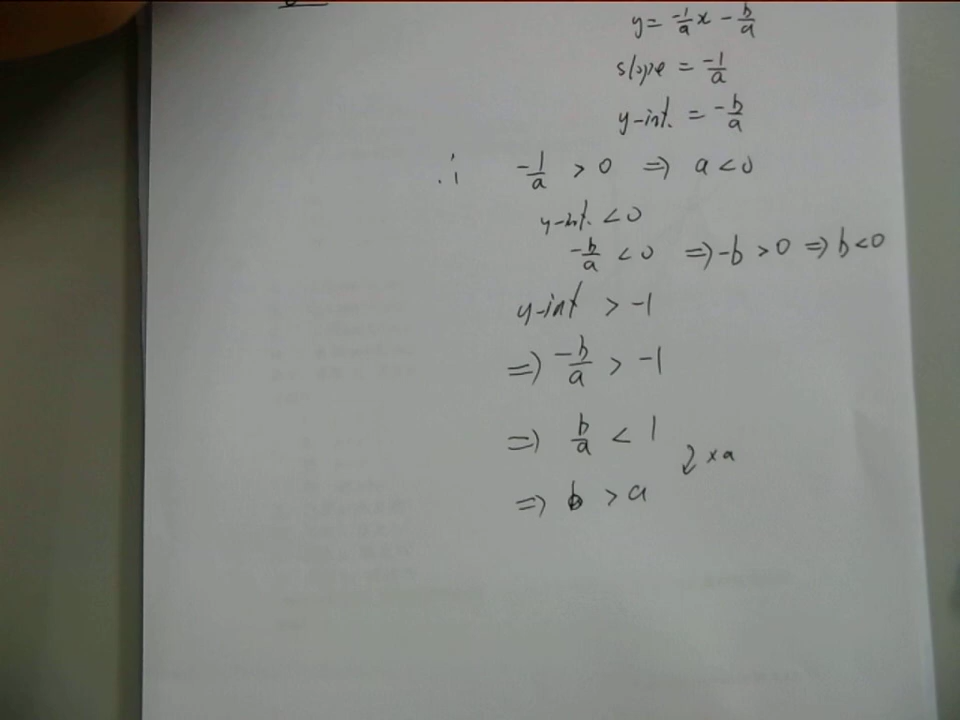 y = -1/a x - b/a
slope = -1/a
y-int. = -b/a
∴ -1/a > 0 ⇒ a < 0
y-int. < 0
-b/a < 0 ⇒ -b > 0 ⇒ b < 0
y-int > -1
⇒ -b/a > -1
⇒ b/a < 1
⤵ × a
⇒ b > a